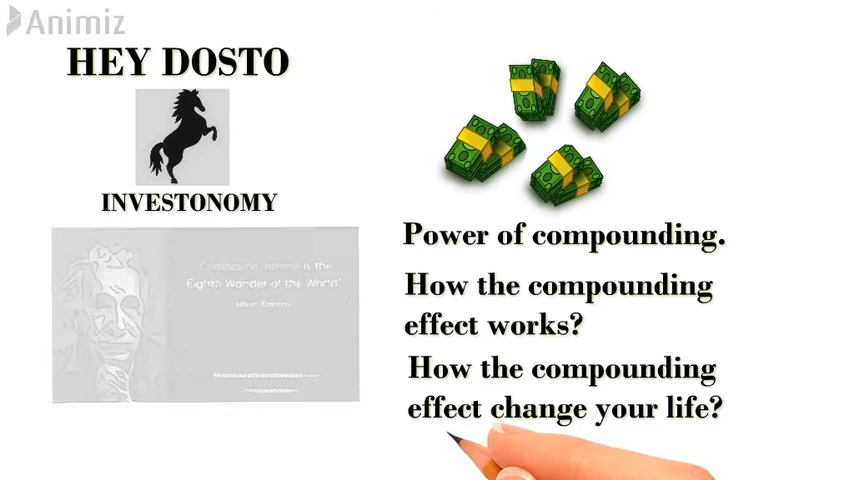 Animiz
HEY DOSTO
INVESTONOMY
Compound Interest is the
Eighth Wonder of the World"
Power of compounding.
How the compounding
effect works?
How the compounding
effect change your life?